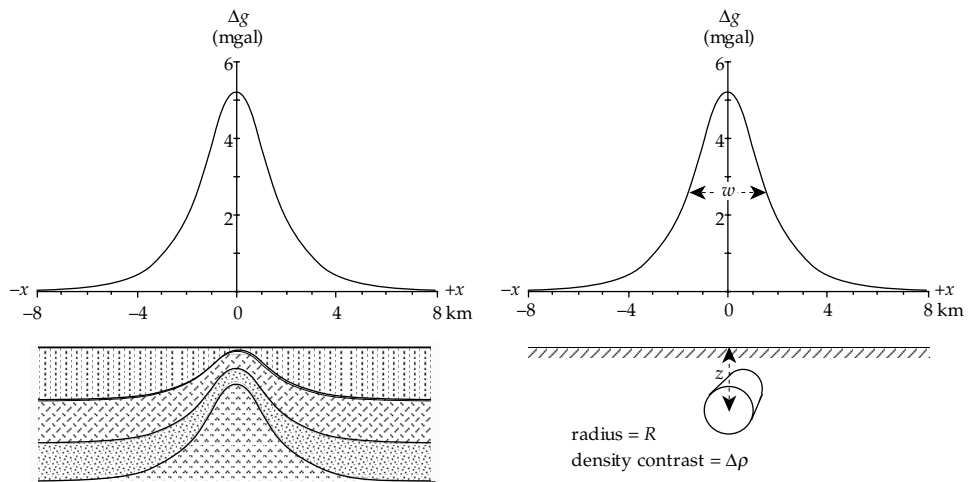 Δg
(mgal)
6
4
2
−x
+x
−8
−4
0
4
8 km
Δg
(mgal)
6
4
w
2
−x
+x
−8
−4
0
4
8 km
z
radius = R
density contrast = Δρ